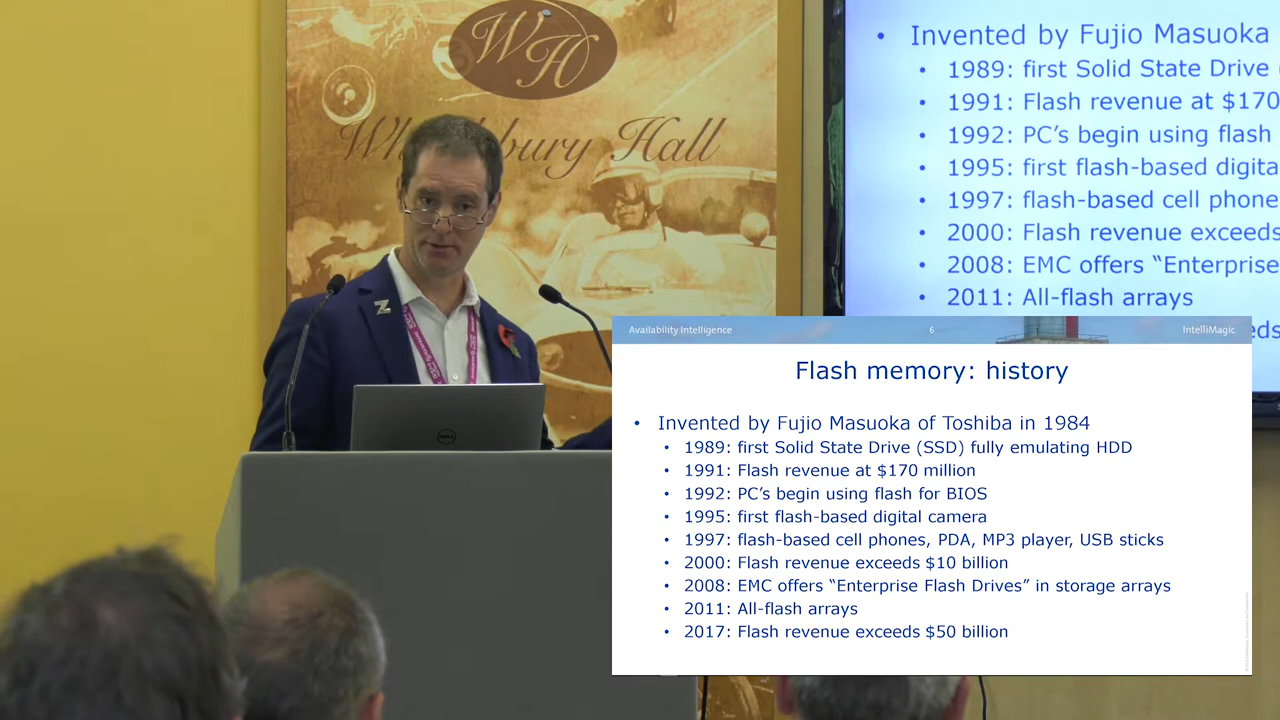 WH
Whittlebury Hall
• Invented by Fujio Masuoka
• 1989: first Solid State Drive
• 1991: Flash revenue at $170
• 1992: PC's begin using flash
• 1995: first flash-based digita
• 1997: flash-based cell phone
• 2000: Flash revenue exceeds
• 2008: EMC offers “Enterprise
• 2011: All-flash arrays
eds
Z
DELL
Availability Intelligence 6 IntelliMagic
Flash memory: history
• Invented by Fujio Masuoka of Toshiba in 1984
• 1989: first Solid State Drive (SSD) fully emulating HDD
• 1991: Flash revenue at $170 million
• 1992: PC's begin using flash for BIOS
• 1995: first flash-based digital camera
• 1997: flash-based cell phones, PDA, MP3 player, USB sticks
• 2000: Flash revenue exceeds $10 billion
• 2008: EMC offers “Enterprise Flash Drives” in storage arrays
• 2011: All-flash arrays
• 2017: Flash revenue exceeds $50 billion